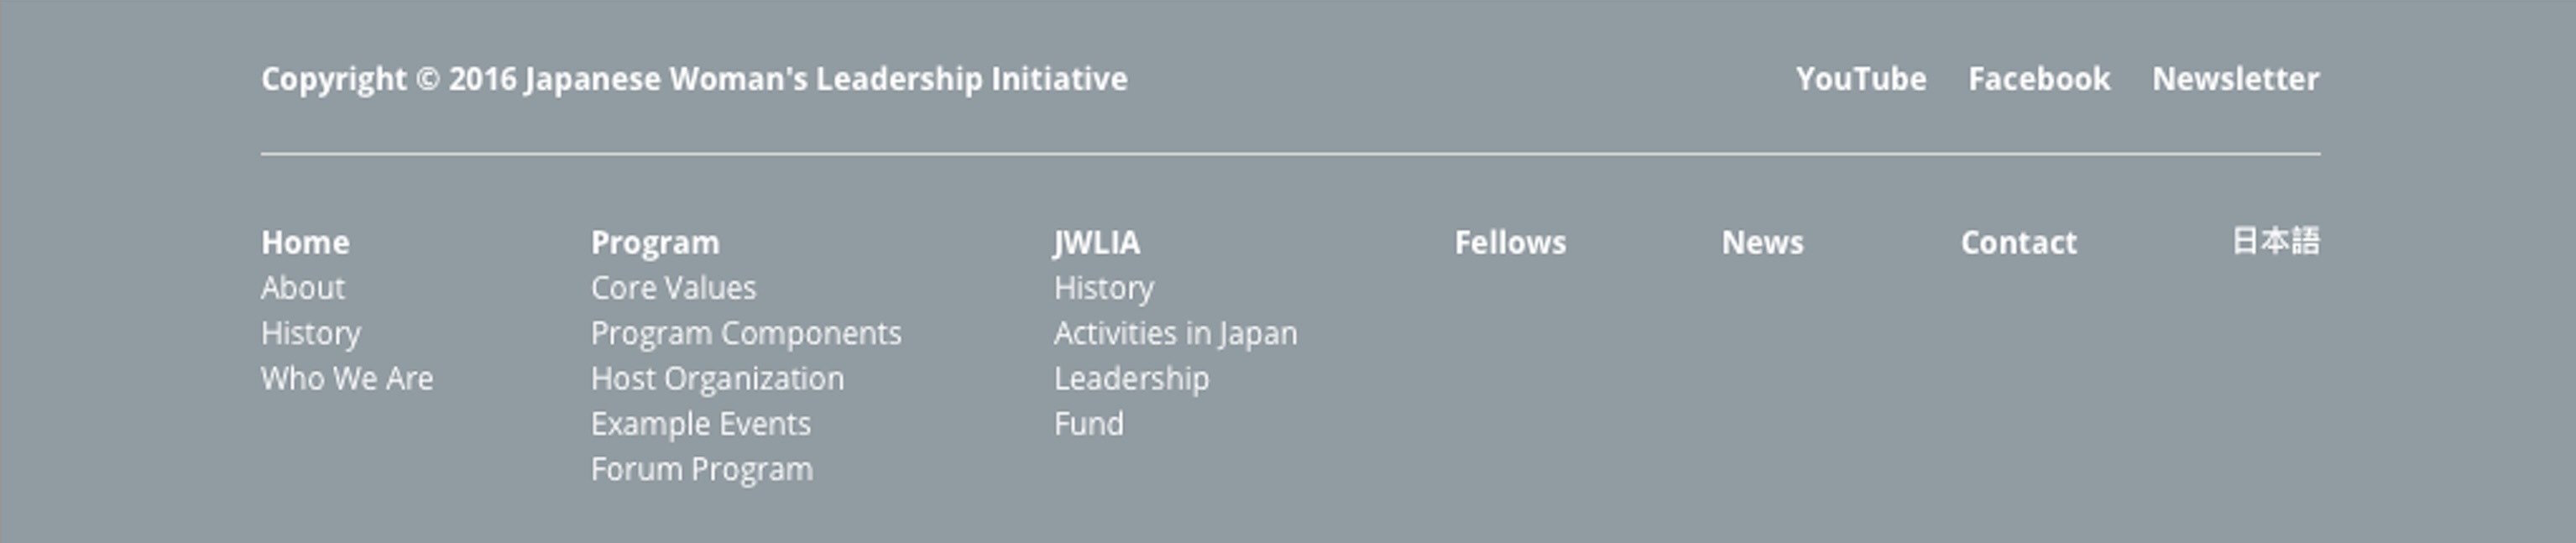 Copyright © 2016 Japanese Woman's Leadership Initiative
YouTube Facebook Newsletter
Home
About
History
Who We Are
Program
Core Values
Program Components
Host Organization
Example Events
Forum Program
JWLIA
History
Activities in Japan
Leadership
Fund
Fellows
News
Contact
日本語